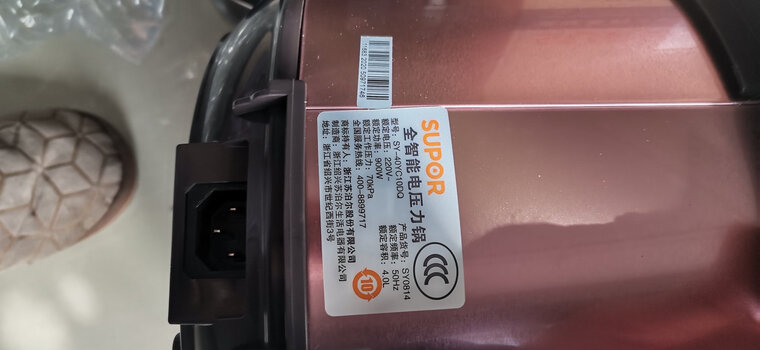 SUPOR
全智能电压力锅
型号: SY-40YC10DQ 产品货号: SY0814
额定电压: 220V~ 额定频率: 50Hz
额定功率: 900W 额定容积: 4.0L
额定工作压力: 70kPa
全国服务热线: 400-8899717
商标持有人: 浙江苏泊尔股份有限公司
制造商: 浙江绍兴苏泊尔生活电器有限公司
地址: 浙江省绍兴市世纪西街3号
CCC
10